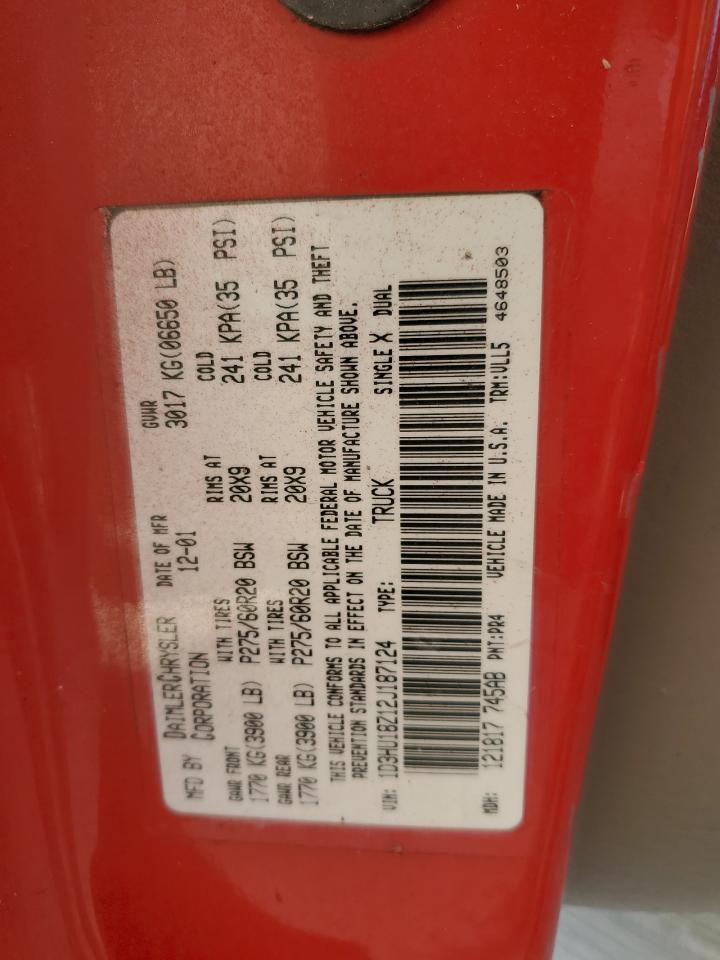 MFD BY DAIMLERCHRYSLER CORPORATION DATE OF MFR 12-01 GVWR 3017 KG(06650 LB)
GAWR FRONT WITH TIRES RIMS AT COLD
1770 KG(3900 LB) P275/60R20 BSW 20X9 241 KPA(35 PSI)
GAWR REAR WITH TIRES RIMS AT COLD
1770 KG(3900 LB) P275/60R20 BSW 20X9 241 KPA(35 PSI)
THIS VEHICLE CONFORMS TO ALL APPLICABLE FEDERAL MOTOR VEHICLE SAFETY AND THEFT
PREVENTION STANDARDS IN EFFECT ON THE DATE OF MANUFACTURE SHOWN ABOVE.
VIN: 1D3HU18Z12J187124 TYPE: TRUCK SINGLE X DUAL
MDH: 121817 745AB PNT:PR4 VEHICLE MADE IN U.S.A. TRM:VLL5 4648503